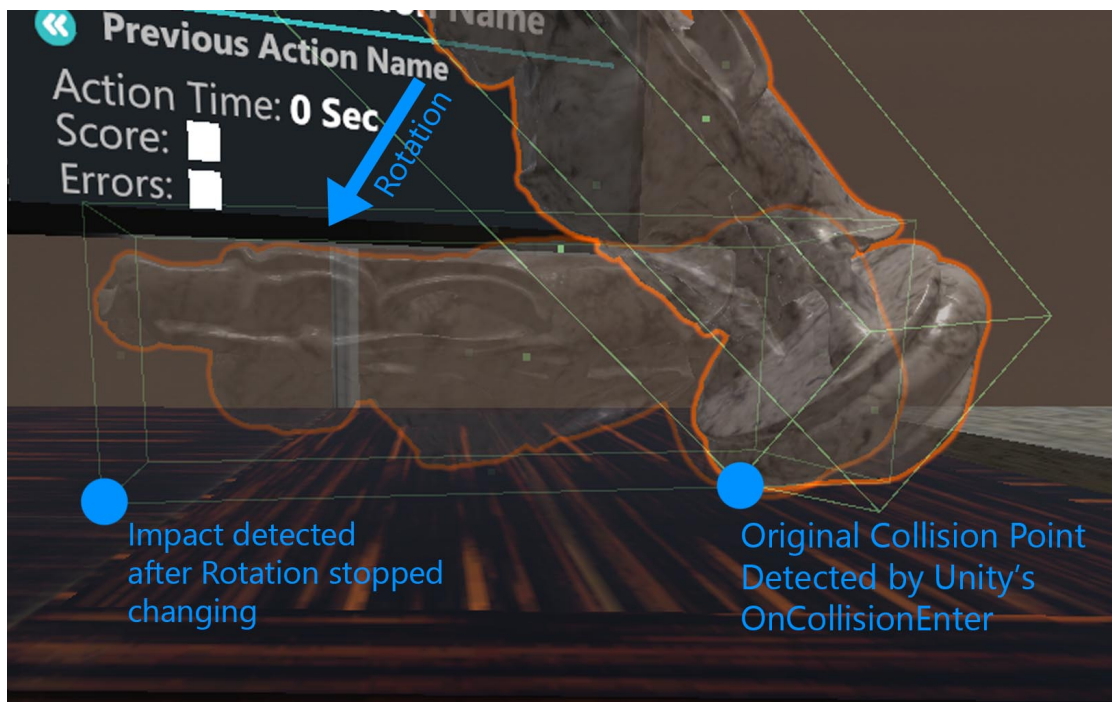 Name
Previous Action Name
Action Time: 0 Sec
Score:
Errors:
Rotation
Impact detected
after Rotation stopped
changing
Original Collision Point
Detected by Unity's
OnCollisionEnter